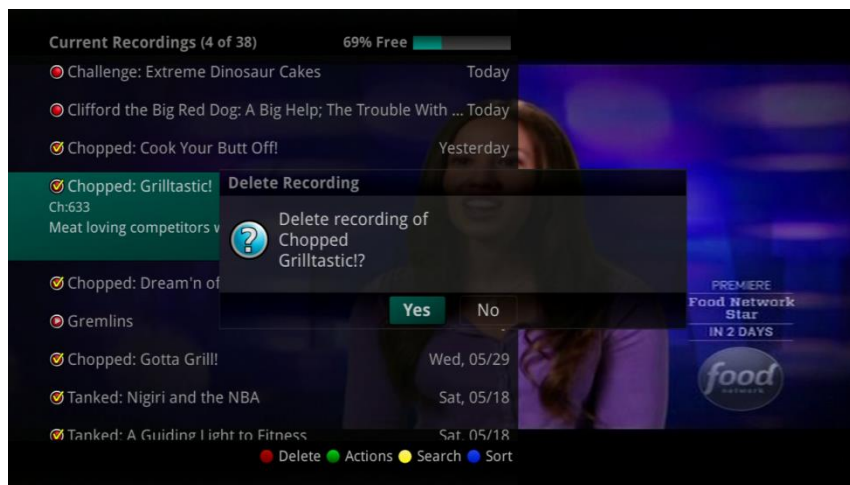 Current Recordings (4 of 38) 69% Free
Challenge: Extreme Dinosaur Cakes Today
Clifford the Big Red Dog: A Big Help; The Trouble With ... Today
Chopped: Cook Your Butt Off! Yesterday
Chopped: Grilltastic!
Ch:633
Meat loving competitors
Delete Recording
Delete recording of
Chopped
Grilltastic!?
Yes No
Chopped: Dream'n of
Gremlins
Chopped: Gotta Grill! Wed, 05/29
Tanked: Nigiri and the NBA Sat, 05/18
Tanked: A Guiding Light to Fitness Sat, 05/18
Delete Actions Search Sort
PREMIERE
Food Network
Star
IN 2 DAYS
food
network